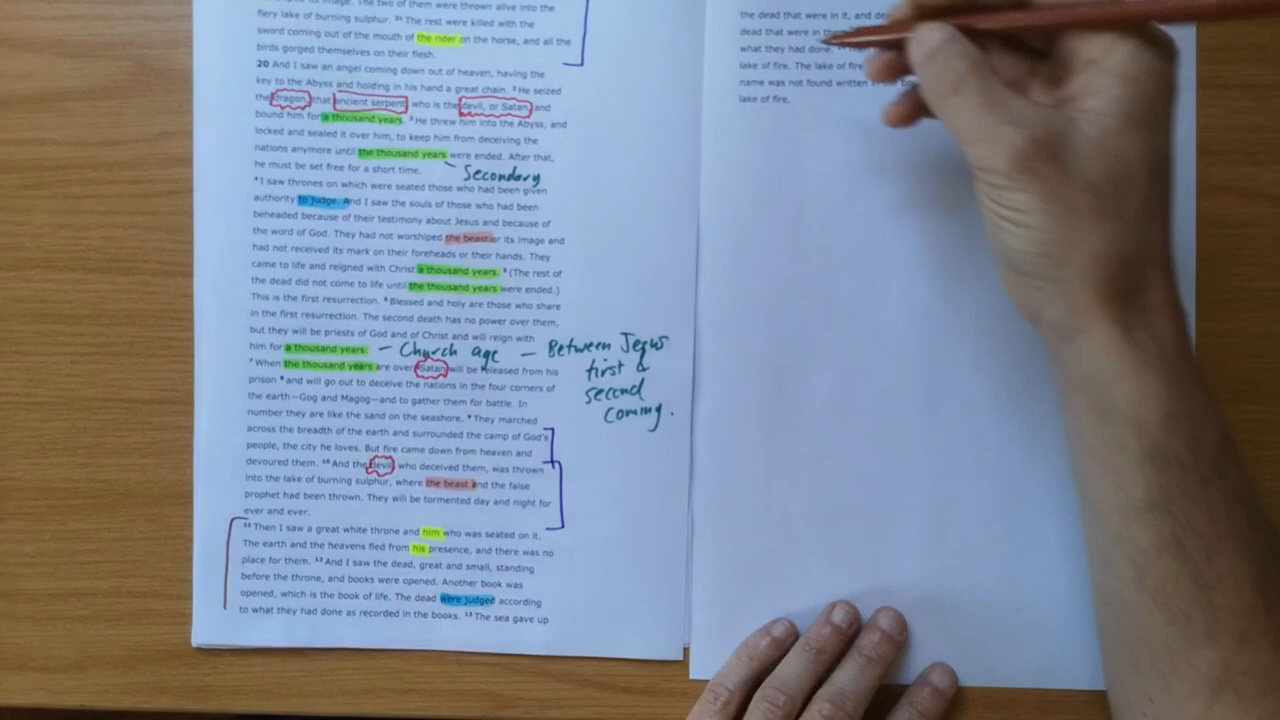 its image. The two of them were thrown alive into the
fiery lake of burning sulphur. 21 The rest were killed with the
sword coming out of the mouth of the rider on the horse, and all the
birds gorged themselves on their flesh.
20 And I saw an angel coming down out of heaven, having the
key to the Abyss and holding in his hand a great chain. 2 He seized
the dragon, that ancient serpent, who is the devil, or Satan, and
bound him for a thousand years. 3 He threw him into the Abyss, and
locked and sealed it over him, to keep him from deceiving the
nations anymore until the thousand years were ended. After that,
he must be set free for a short time.
Secondary
4 I saw thrones on which were seated those who had been given
authority to judge. And I saw the souls of those who had been
beheaded because of their testimony about Jesus and because of
the word of God. They had not worshiped the beast or its image and
had not received its mark on their foreheads or their hands. They
came to life and reigned with Christ a thousand years. 5 (The rest of
the dead did not come to life until the thousand years were ended.)
This is the first resurrection. 6 Blessed and holy are those who share
in the first resurrection. The second death has no power over them,
but they will be priests of God and of Christ and will reign with
him for a thousand years. – Church age – Between Jesus
first &
second
coming.
7 When the thousand years are over, Satan will be released from his
prison 8 and will go out to deceive the nations in the four corners of
the earth—Gog and Magog—and to gather them for battle. In
number they are like the sand on the seashore. 9 They marched
across the breadth of the earth and surrounded the camp of God's
people, the city he loves. But fire came down from heaven and
devoured them. 10 And the devil, who deceived them, was thrown
into the lake of burning sulphur, where the beast and the false
prophet had been thrown. They will be tormented day and night for
ever and ever.
11 Then I saw a great white throne and him who was seated on it.
The earth and the heavens fled from his presence, and there was no
place for them. 12 And I saw the dead, great and small, standing
before the throne, and books were opened. Another book was
opened, which is the book of life. The dead were judged according
to what they had done as recorded in the books. 13 The sea gave up
the dead that were in it, and
dead that were in
what they had done.
lake of fire. The lake of fire
name was not found written in
lake of fire.